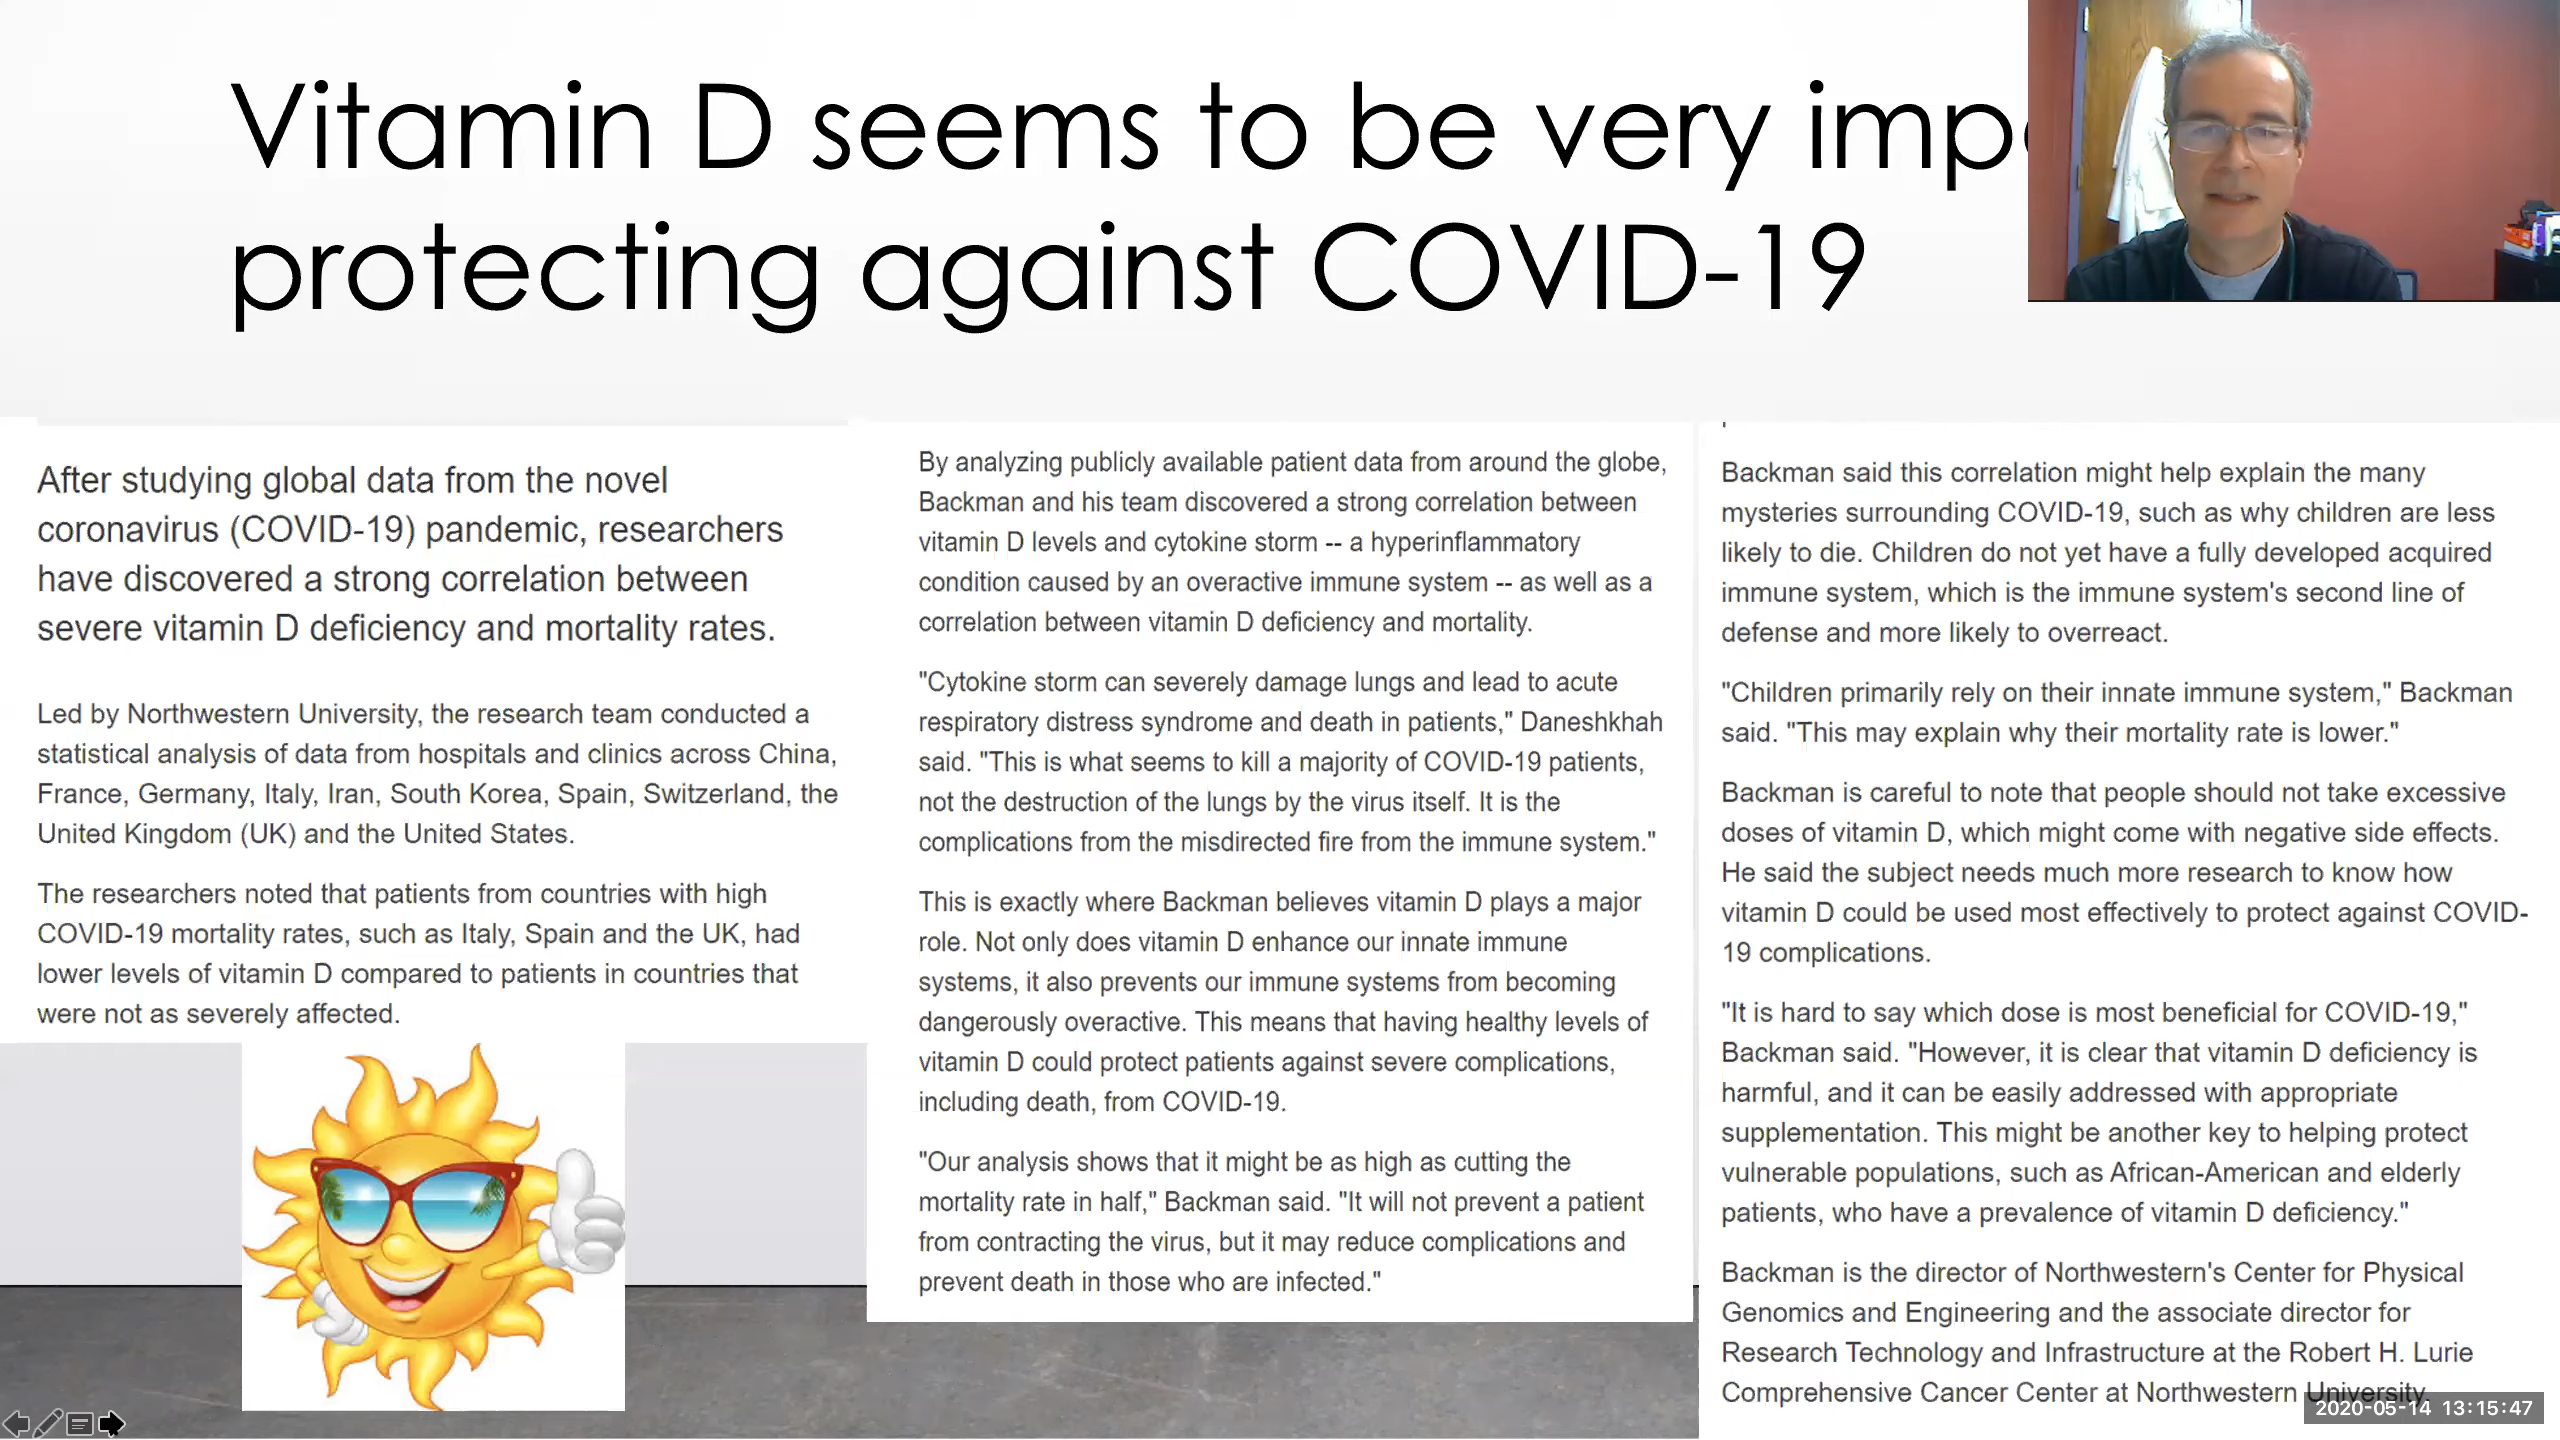 Vitamin D seems to be very
protecting against COVID-19
After studying global data from the novel
coronavirus (COVID-19) pandemic, researchers
have discovered a strong correlation between
severe vitamin D deficiency and mortality rates.
Led by Northwestern University, the research team conducted a
statistical analysis of data from hospitals and clinics across China,
France, Germany, Italy, Iran, South Korea, Spain, Switzerland, the
United Kingdom (UK) and the United States.
The researchers noted that patients from countries with high
COVID-19 mortality rates, such as Italy, Spain and the UK, had
lower levels of vitamin D compared to patients in countries that
were not as severely affected.
By analyzing publicly available patient data from around the globe,
Backman and his team discovered a strong correlation between
vitamin D levels and cytokine storm -- a hyperinflammatory
condition caused by an overactive immune system -- as well as a
correlation between vitamin D deficiency and mortality.
"Cytokine storm can severely damage lungs and lead to acute
respiratory distress syndrome and death in patients," Daneshkhah
said. "This is what seems to kill a majority of COVID-19 patients,
not the destruction of the lungs by the virus itself. It is the
complications from the misdirected fire from the immune system."
This is exactly where Backman believes vitamin D plays a major
role. Not only does vitamin D enhance our innate immune
systems, it also prevents our immune systems from becoming
dangerously overactive. This means that having healthy levels of
vitamin D could protect patients against severe complications,
including death, from COVID-19.
"Our analysis shows that it might be as high as cutting the
mortality rate in half," Backman said. "It will not prevent a patient
from contracting the virus, but it may reduce complications and
prevent death in those who are infected."
Backman said this correlation might help explain the many
mysteries surrounding COVID-19, such as why children are less
likely to die. Children do not yet have a fully developed acquired
immune system, which is the immune system's second line of
defense and more likely to overreact.
"Children primarily rely on their innate immune system," Backman
said. "This may explain why their mortality rate is lower."
Backman is careful to note that people should not take excessive
doses of vitamin D, which might come with negative side effects.
He said the subject needs much more research to know how
vitamin D could be used most effectively to protect against COVID-
19 complications.
"It is hard to say which dose is most beneficial for COVID-19,"
Backman said. "However, it is clear that vitamin D deficiency is
harmful, and it can be easily addressed with appropriate
supplementation. This might be another key to helping protect
vulnerable populations, such as African-American and elderly
patients, who have a prevalence of vitamin D deficiency."
Backman is the director of Northwestern's Center for Physical
Genomics and Engineering and the associate director for
Research Technology and Infrastructure at the Robert H. Lurie
Comprehensive Cancer Center at Northwestern University.
2020-05-14 13:15:47